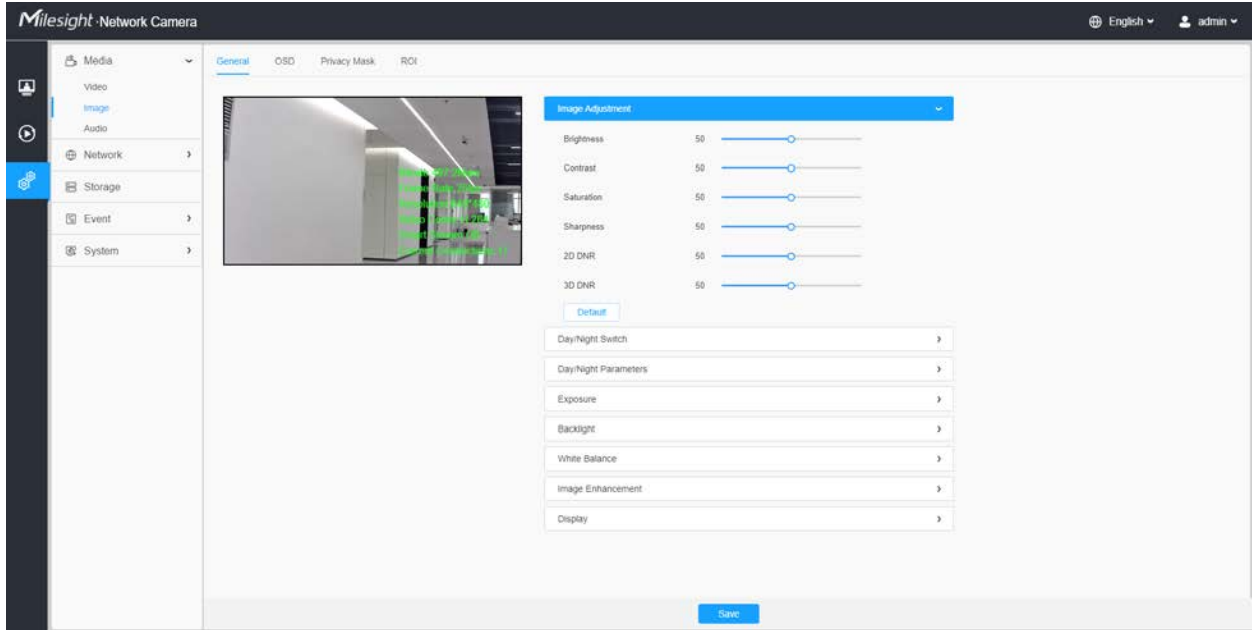 Milesight ·Network Camera
English
admin
Media
Video
Image
Audio
Network
Storage
Event
System
General OSD Privacy Mask ROI
Image Adjustment
Brightness 50
Contrast 50
Saturation 50
Sharpness 50
2D DNR 50
3D DNR 50
Default
Day/Night Switch
Day/Night Parameters
Exposure
Backlight
White Balance
Image Enhancement
Display
Save